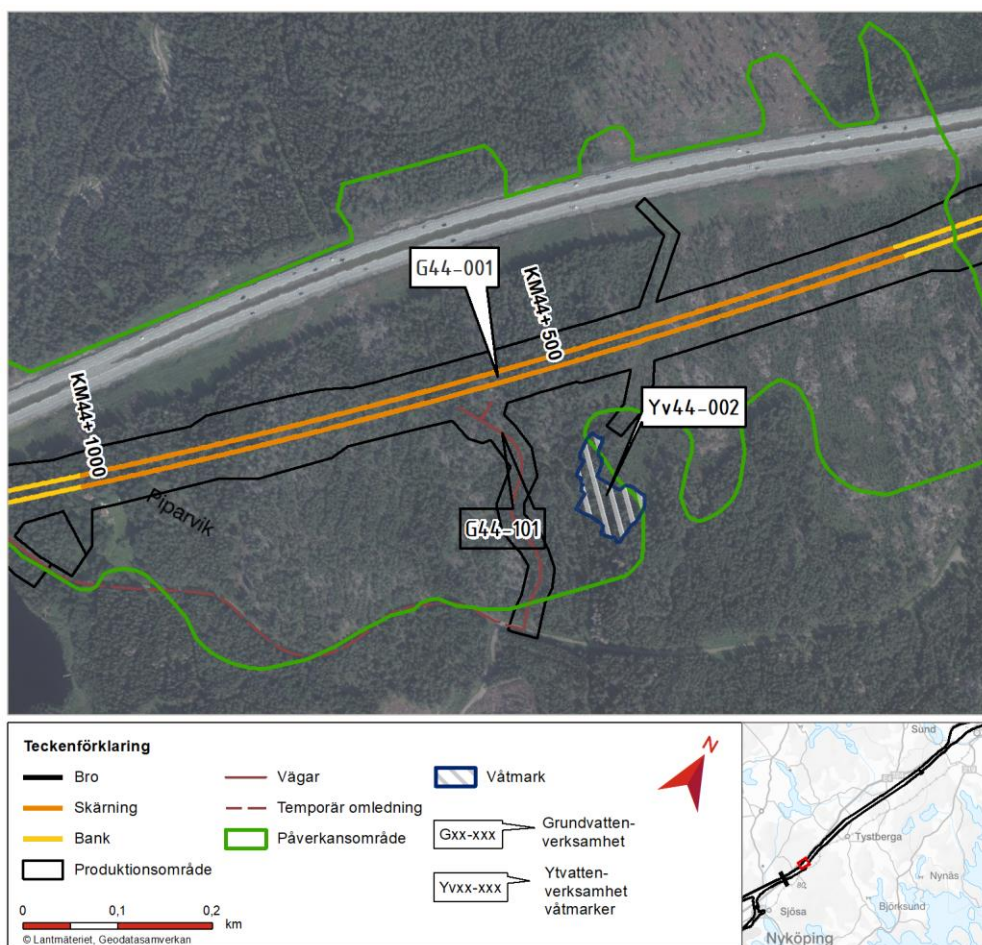 G44-001
KM44+ 500
KM44+ 1000
Yv44-002
Piparvik
G44-101
Teckenförklaring
Bro
Skärning
Bank
Produktionsområde
Vägar
Temporär omledning
Påverkansområde
Våtmark
Gxx-xxx
Grundvatten-
verksamhet
Yvxx-xxx
Ytvatten-
verksamhet
våtmarker
N
0 0,1 0,2
km
© Lantmäteriet, Geodatasamverkan
Sund
Tystberga
Nynäs
Björksund
Sjösa
Nyköping